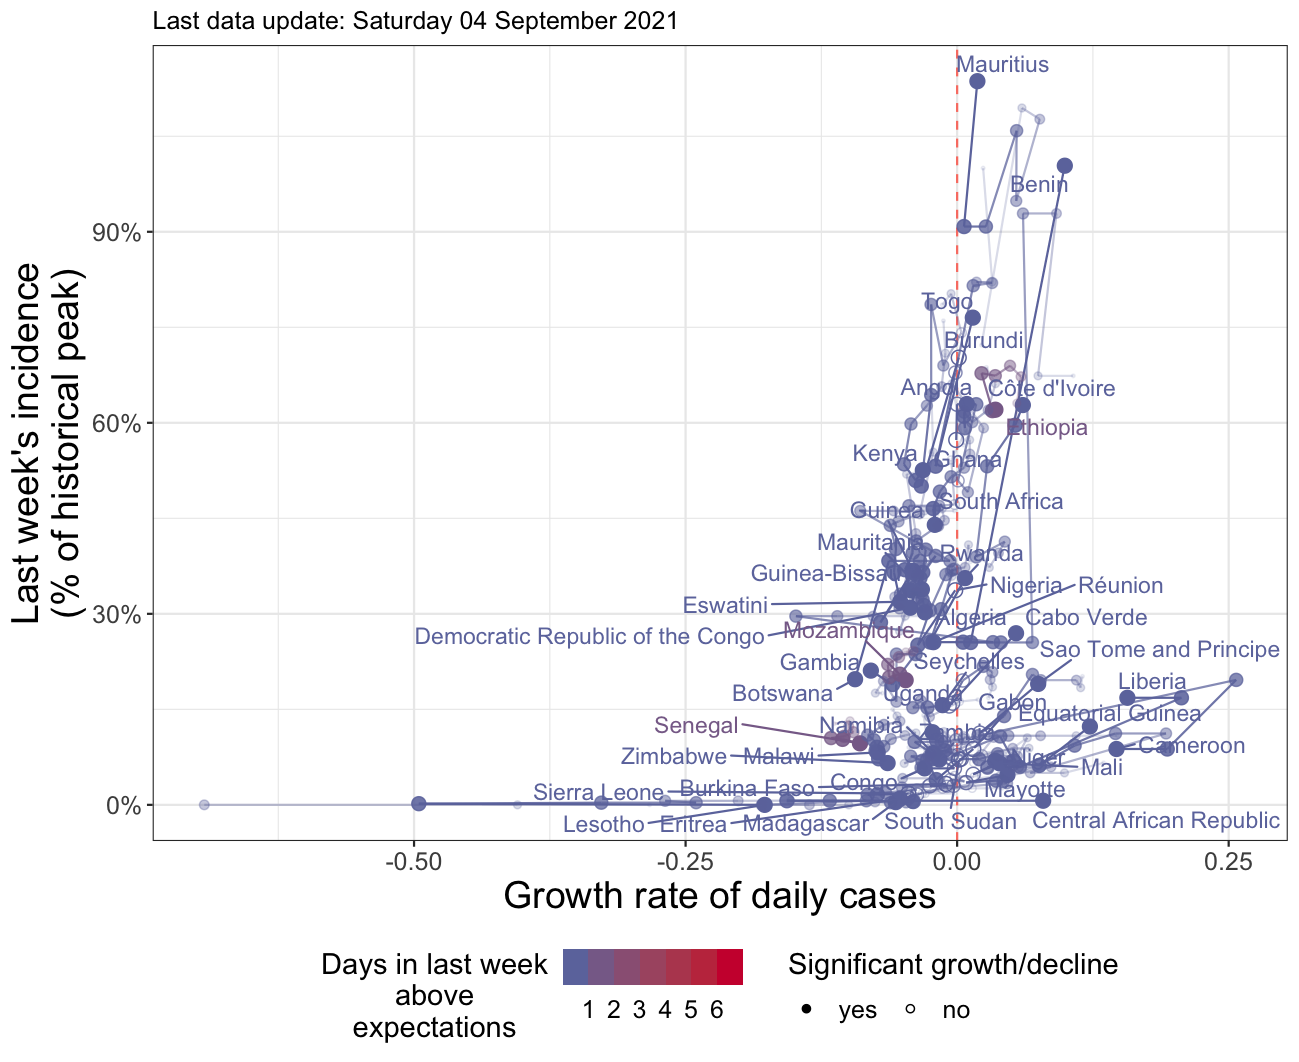 Last data update: Saturday 04 September 2021
Last week's incidence
(% of historical peak)
90%
60%
30%
0%
Mauritius
Benin
Togo
Burundi
Angola
Côte d'Ivoire
Ethiopia
Kenya
Ghana
South Africa
Guinea
Mauritania
Rwanda
Guinea-Bissau
Nigeria
Réunion
Eswatini
Algeria
Cabo Verde
Democratic Republic of the Congo
Mozambique
Sao Tome and Principe
Gambia
Seychelles
Botswana
Uganda
Liberia
Gabon
Equatorial Guinea
Senegal
Namibia
Zambia
Cameroon
Zimbabwe
Malawi
Niger
Mali
Sierra Leone
Burkina Faso
Congo
Mayotte
Lesotho
Eritrea
Madagascar
South Sudan
Central African Republic
-0.50
-0.25
0.00
0.25
Growth rate of daily cases
Days in last week
above
expectations
1 2 3 4 5 6
Significant growth/decline
yes
no